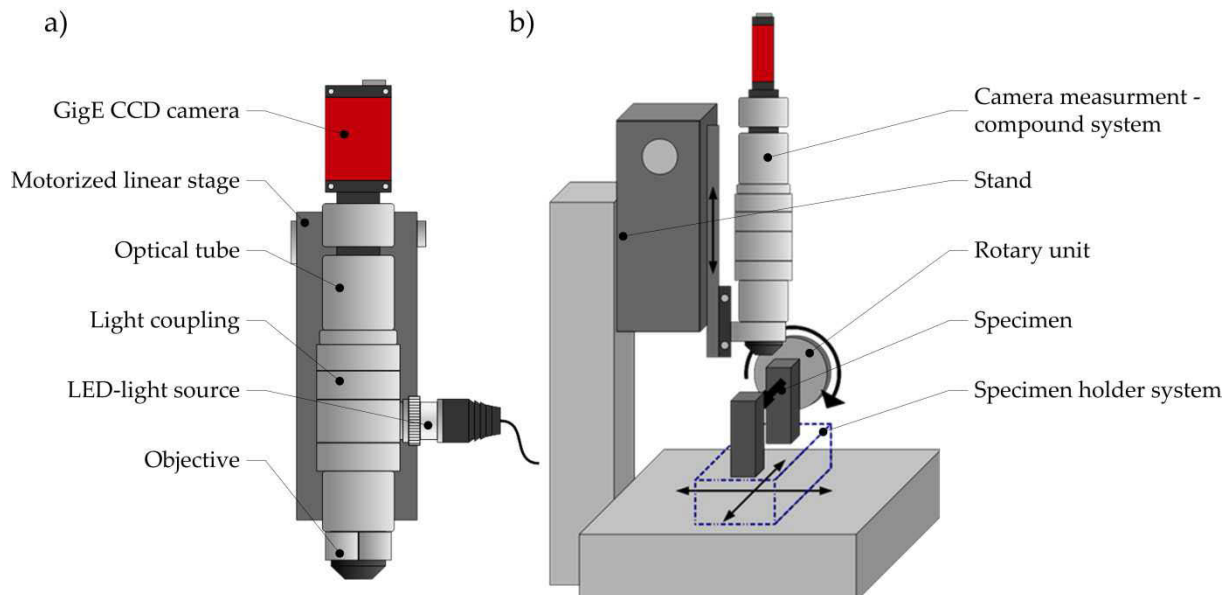 a)
GigE CCD camera
Motorized linear stage
Optical tube
Light coupling
LED-light source
Objective
b)
Camera measurment -
compound system
Stand
Rotary unit
Specimen
Specimen holder system